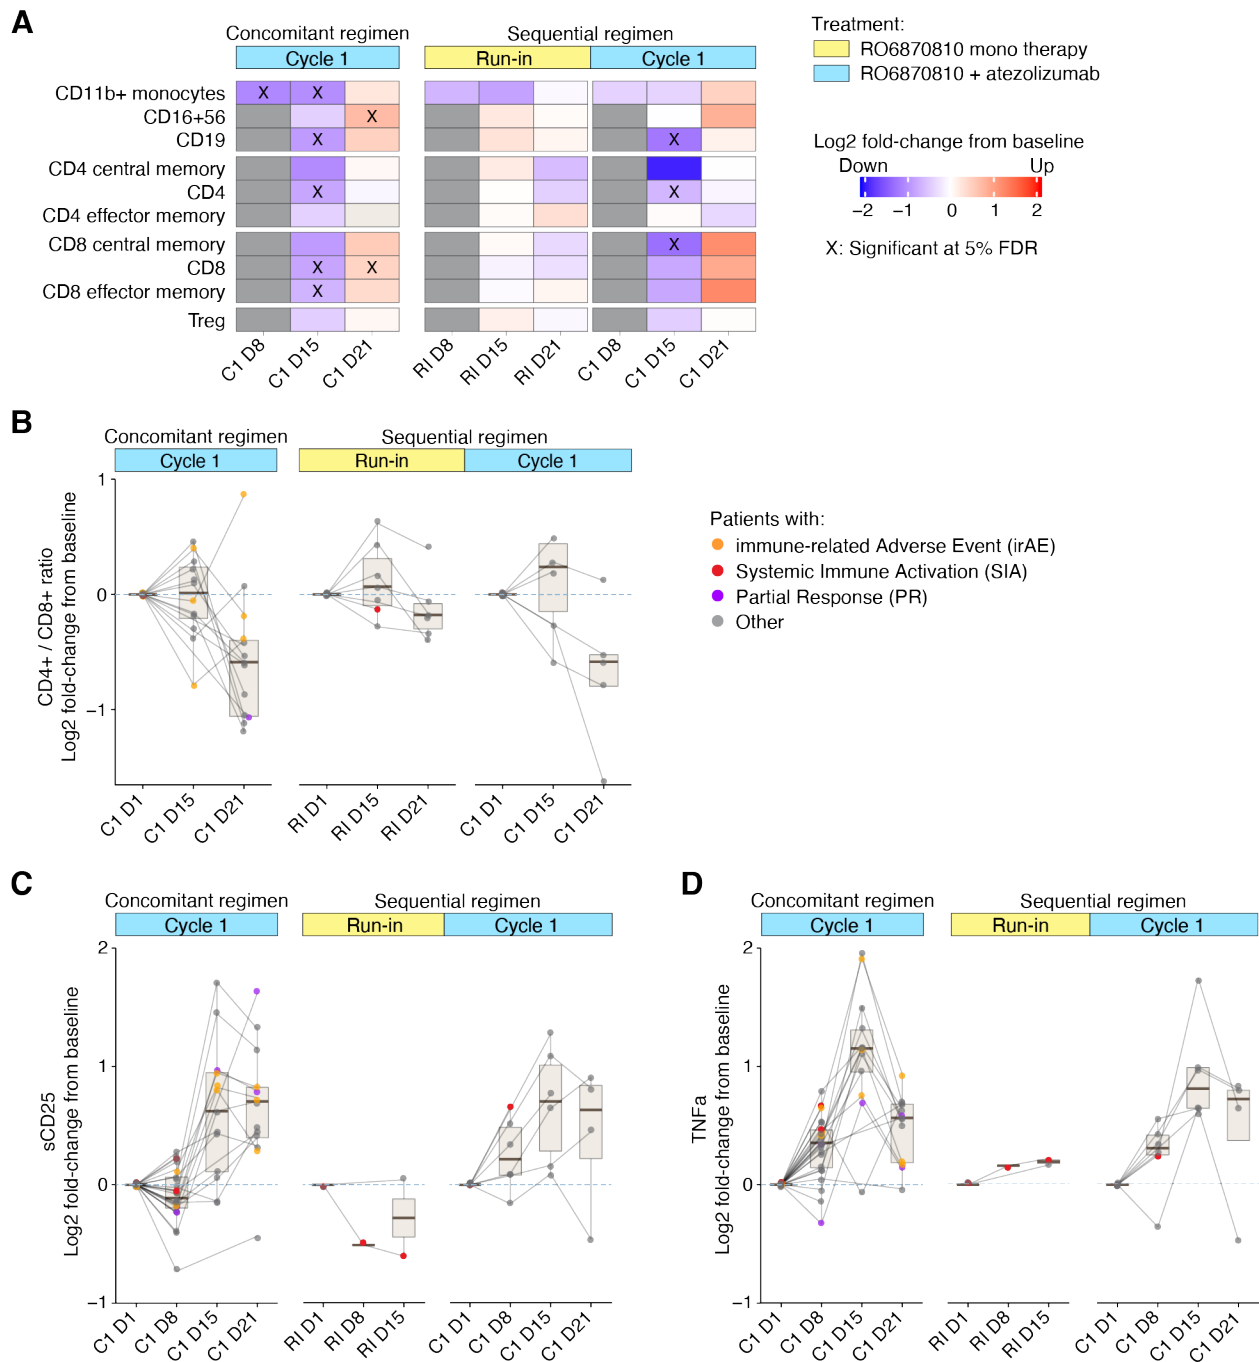 A
Concomitant regimen
Sequential regimen
Cycle 1
Run-in
Cycle 1
Treatment:
RO6870810 mono therapy
RO6870810 + atezolizumab
CD11b+ monocytes
X
X
CD16+56
X
CD19
X
X
CD4 central memory
CD4
X
X
CD4 effector memory
CD8 central memory
X
CD8
X
X
CD8 effector memory
X
Treg
C1 D8
C1 D15
C1 D21
RI D8
RI D15
RI D21
C1 D8
C1 D15
C1 D21
Log2 fold-change from baseline
Down
Up
−2
−1
0
1
2
X: Significant at 5% FDR
B
Concomitant regimen
Sequential regimen
Cycle 1
Run-in
Cycle 1
CD4+ / CD8+ ratio
Log2 fold-change from baseline
1
0
−1
C1 D1
C1 D15
C1 D21
RI D1
RI D15
RI D21
C1 D1
C1 D15
C1 D21
Patients with:
immune-related Adverse Event (irAE)
Systemic Immune Activation (SIA)
Partial Response (PR)
Other
C
Concomitant regimen
Sequential regimen
Cycle 1
Run-in
Cycle 1
sCD25
Log2 fold-change from baseline
2
1
0
−1
C1 D1
C1 D8
C1 D15
C1 D21
RI D1
RI D8
RI D15
C1 D1
C1 D8
C1 D15
C1 D21
D
Concomitant regimen
Sequential regimen
Cycle 1
Run-in
Cycle 1
TNFa
Log2 fold-change from baseline
2
1
0
−1
C1 D1
C1 D8
C1 D15
C1 D21
RI D1
RI D8
RI D15
C1 D1
C1 D8
C1 D15
C1 D21